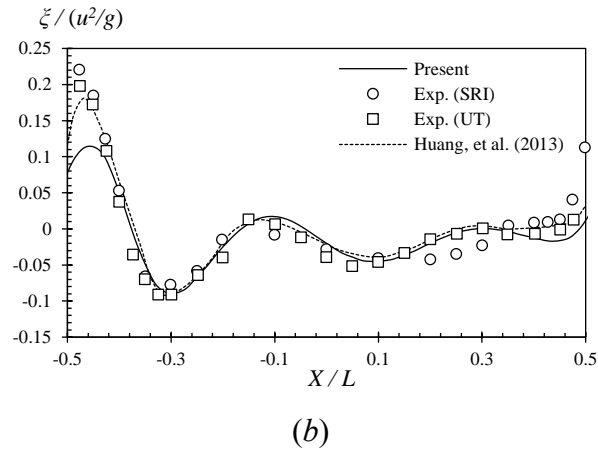 ξ / (u²/g)
0.25
0.2
0.15
0.1
0.05
0
-0.05
-0.1
-0.15
Present
Exp. (SRI)
Exp. (UT)
Huang, et al. (2013)
-0.5 -0.3 -0.1 0.1 0.3 0.5
X / L
(b)